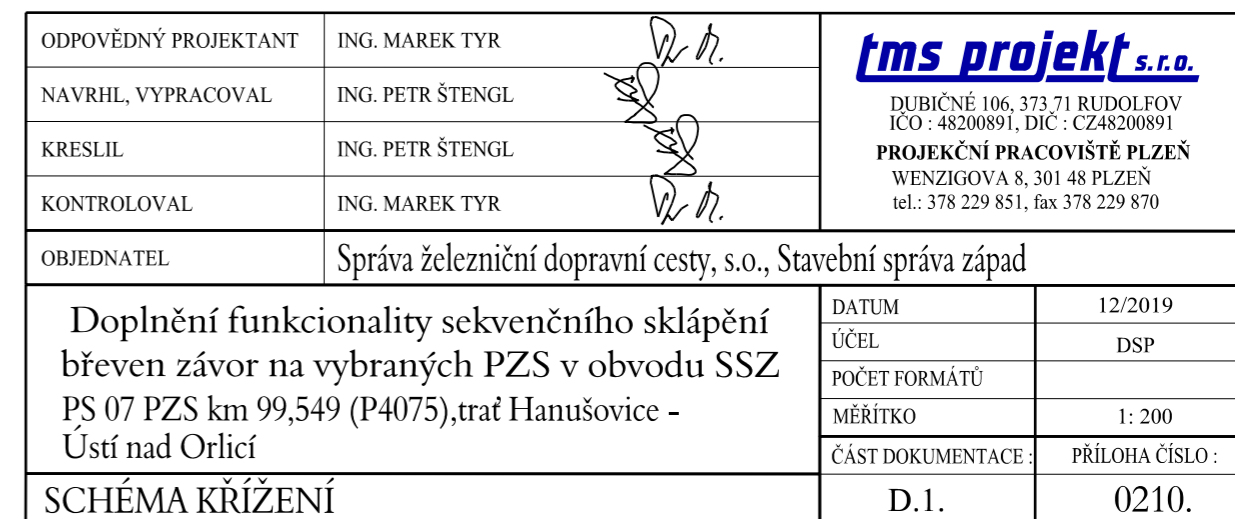 ODPOVĚDNÝ PROJEKTANT ING. MAREK TYR
NAVRHL, VYPRACOVAL ING. PETR ŠTENGL
KRESLIL ING. PETR ŠTENGL
KONTROLOVAL ING. MAREK TYR
tms projekt s.r.o.
DUBIČNÉ 106, 373 71 RUDOLFOV
IČO : 48200891, DIČ : CZ48200891
PROJEKČNÍ PRACOVIŠTĚ PLZEŇ
WENZIGOVA 8, 301 48 PLZEŇ
tel.: 378 229 851, fax 378 229 870
OBJEDNATEL Správa železniční dopravní cesty, s.o., Stavební správa západ
Doplnění funkcionality sekvenčního sklápění
břeven závor na vybraných PZS v obvodu SSZ
PS 07 PZS km 99,549 (P4075),trať Hanušovice -
Ústí nad Orlicí
DATUM 12/2019
ÚČEL DSP
POČET FORMÁTŮ
MĚŘÍTKO 1: 200
ČÁST DOKUMENTACE : PŘÍLOHA ČÍSLO :
SCHÉMA KŘÍŽENÍ D.1. 0210.